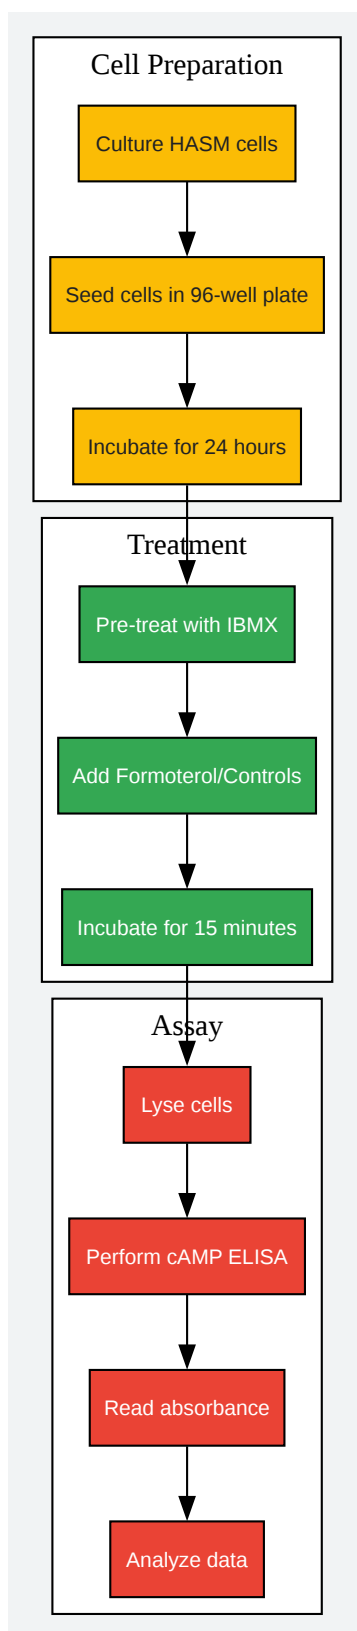 Cell Preparation
Culture HASM cells
Seed cells in 96-well plate
Incubate for 24 hours
Treatment
Pre-treat with IBMX
Add Formoterol/Controls
Incubate for 15 minutes
Assay
Lyse cells
Perform cAMP ELISA
Read absorbance
Analyze data